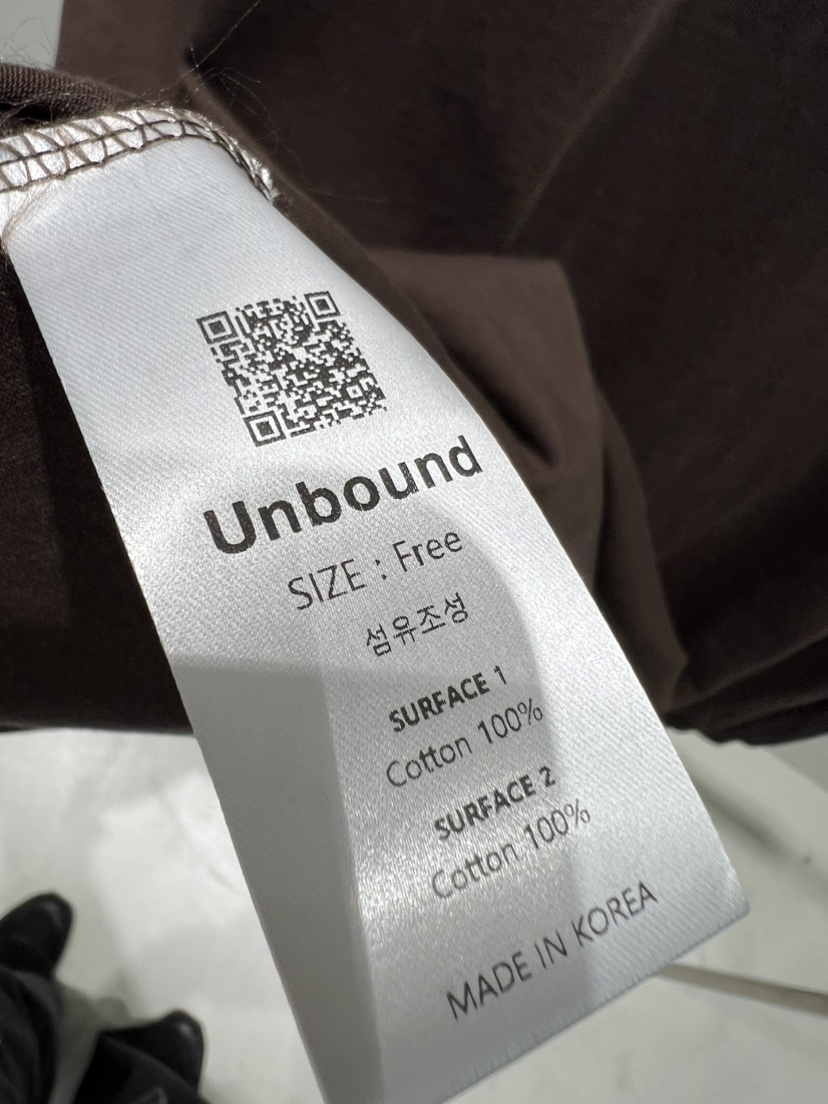 Unbound
SIZE : Free
섬유조성
SURFACE 1
Cotton 100%
SURFACE 2
Cotton 100%
MADE IN KOREA